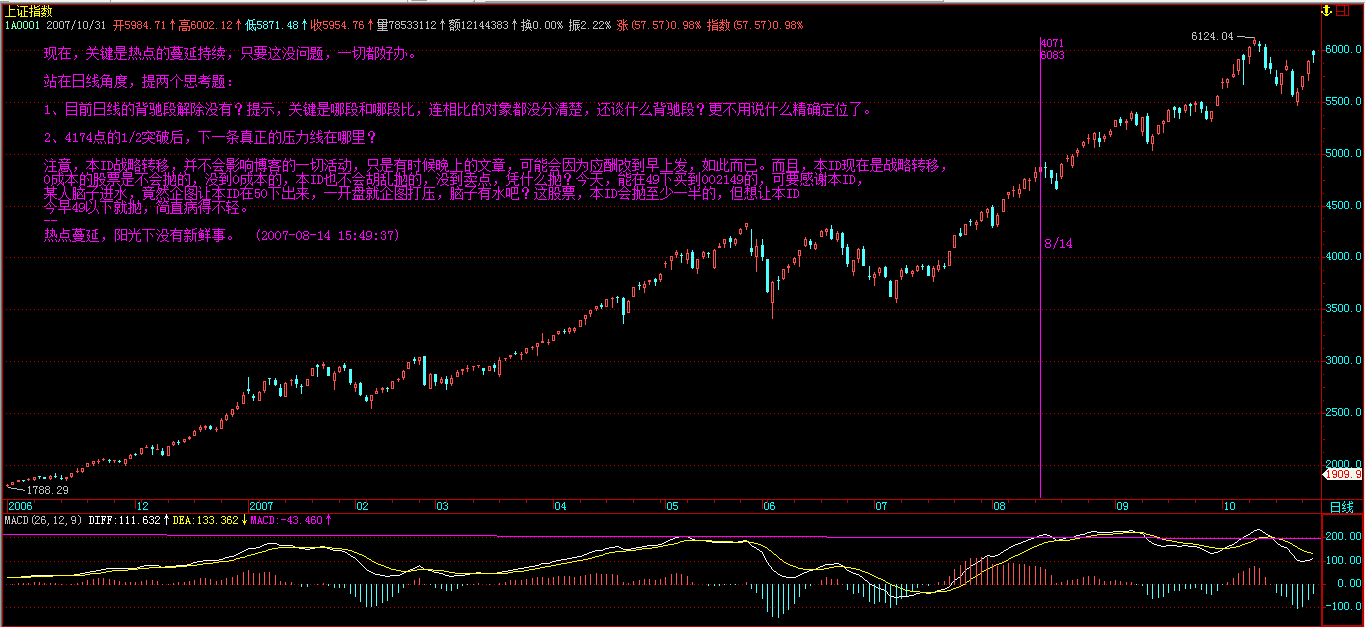 上证指数
1A0001 2007/10/31 开5984.71↑高6002.12↑低5871.48↑收5954.76↑量78533112↑额12144383↑换0.00% 振2.22% 涨(57.57)0.98% 指数(57.57)0.98%
现在，关键是热点的蔓延持续，只要这没问题，一切都好办。
站在日线角度，提两个思考题：
1、目前日线的背驰段解除没有？提示，关键是哪段和哪段比，连相比的对象都没分清楚，还谈什么背驰段？更不用说什么精确定位了。
2、4174点的1/2突破后，下一条真正的压力线在哪里？
注意，本ID战略转移，并不会影响博客的一切活动，只是有时候晚上的文章，可能会因为应酬改到早上发，如此而已。而且，本ID现在是战略转移，
0成本的股票是不会抛的，没到0成本的，本ID也不会胡乱抛的，没到卖点，凭什么抛？今天，能在49下买到002149的，可要感谢本ID，
某人脑子进水，竟然企图让本ID在50下出来，一开盘就企图打压，脑子有水吧？这股票，本ID会抛至少一半的，但想让本ID
今早49以下就抛，简直病得不轻。
--
热点蔓延，阳光下没有新鲜事。 (2007-08-14 15:49:37)
4071
8083
6124.04
8/14
1788.29
6000.0
5500.0
5000.0
4500.0
4000.0
3500.0
3000.0
2500.0
2000.0
1909.9
2006 12 2007 02 03 04 05 06 07 08 09 10 日线
MACD(26,12,9) DIFF:111.632↑DEA:133.362↓MACD:-43.460↑
200.00
100.00
0.00
-100.0